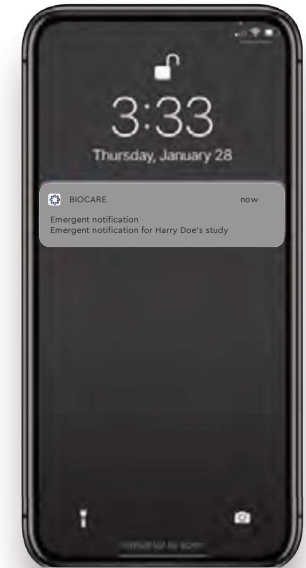 3:33
Thursday, January 28
BIOCARE now
Emergent notification
Emergent notification for Harry Doe's study